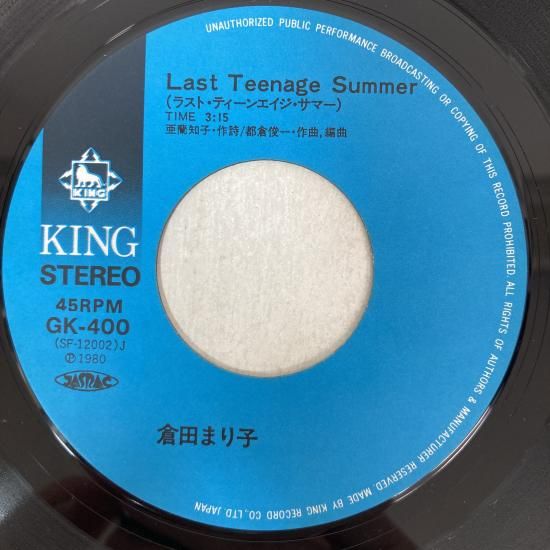 UNAUTHORIZED PUBLIC PERFORMANCE BROADCASTING OR COPYING OF THIS RECORD PROHIBITED. ALL RIGHTS OF AUTHORS & MANUFACTURER RESERVED. MADE BY KING RECORD CO., LTD. JAPAN
Last Teenage Summer
(ラスト・ティーンエイジ・サマー)
TIME 3:15
亜蘭知子・作詩/都倉俊一・作曲, 編曲
KING
KING
STEREO
45RPM
GK-400
(SF-12002)J
℗1980
JASRAC
倉田まり子